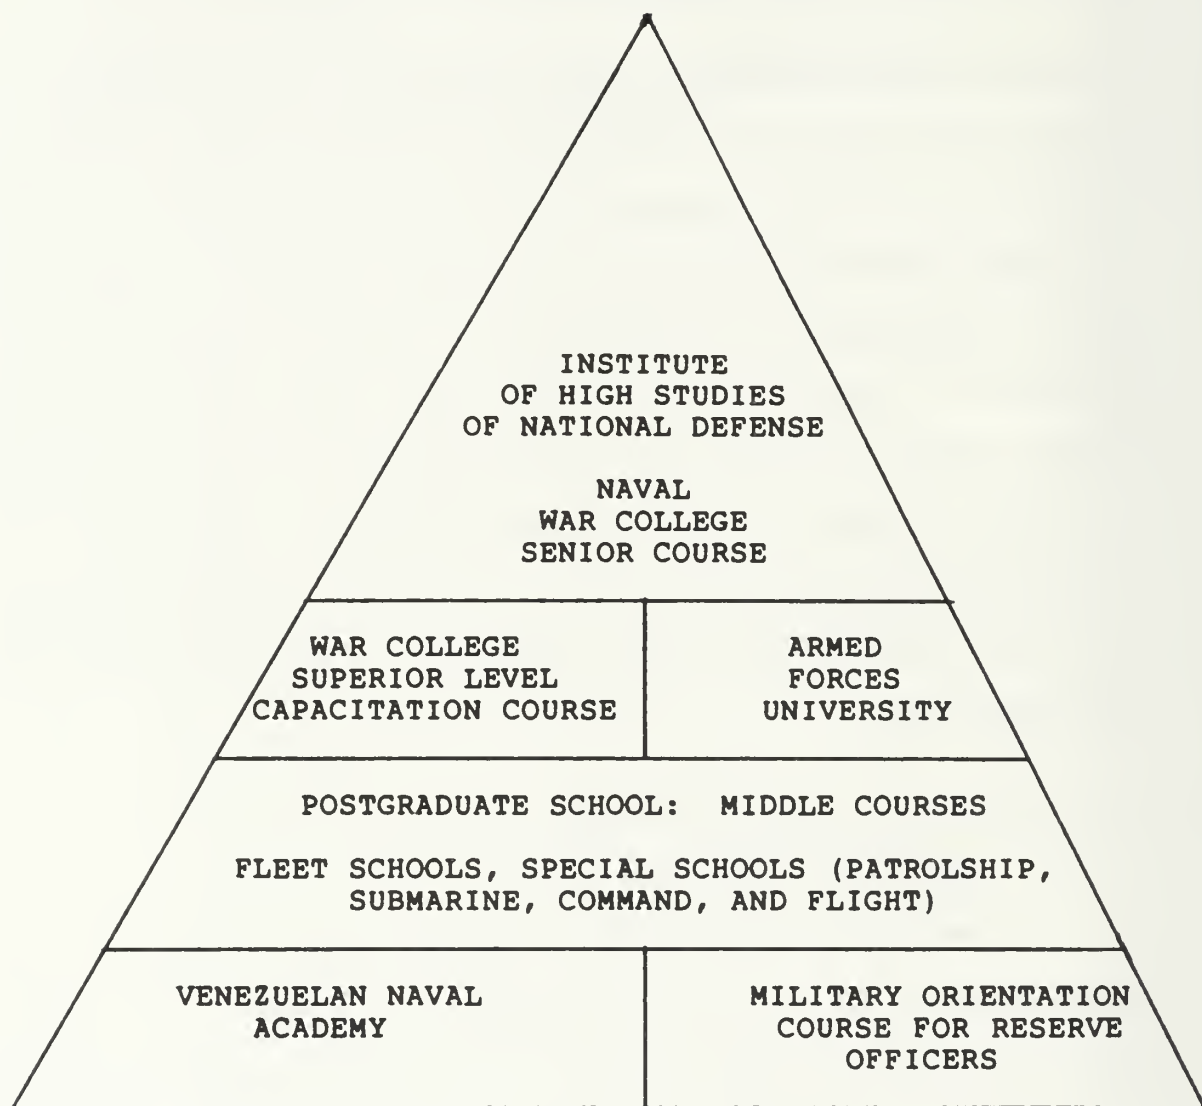 INSTITUTE
OF HIGH STUDIES
OF NATIONAL DEFENSE
NAVAL
WAR COLLEGE
SENIOR COURSE
WAR COLLEGE
SUPERIOR LEVEL
CAPACITATION COURSE
ARMED
FORCES
UNIVERSITY
POSTGRADUATE SCHOOL: MIDDLE COURSES
FLEET SCHOOLS, SPECIAL SCHOOLS (PATROLSHIP,
SUBMARINE, COMMAND, AND FLIGHT)
VENEZUELAN NAVAL
ACADEMY
MILITARY ORIENTATION
COURSE FOR RESERVE
OFFICERS